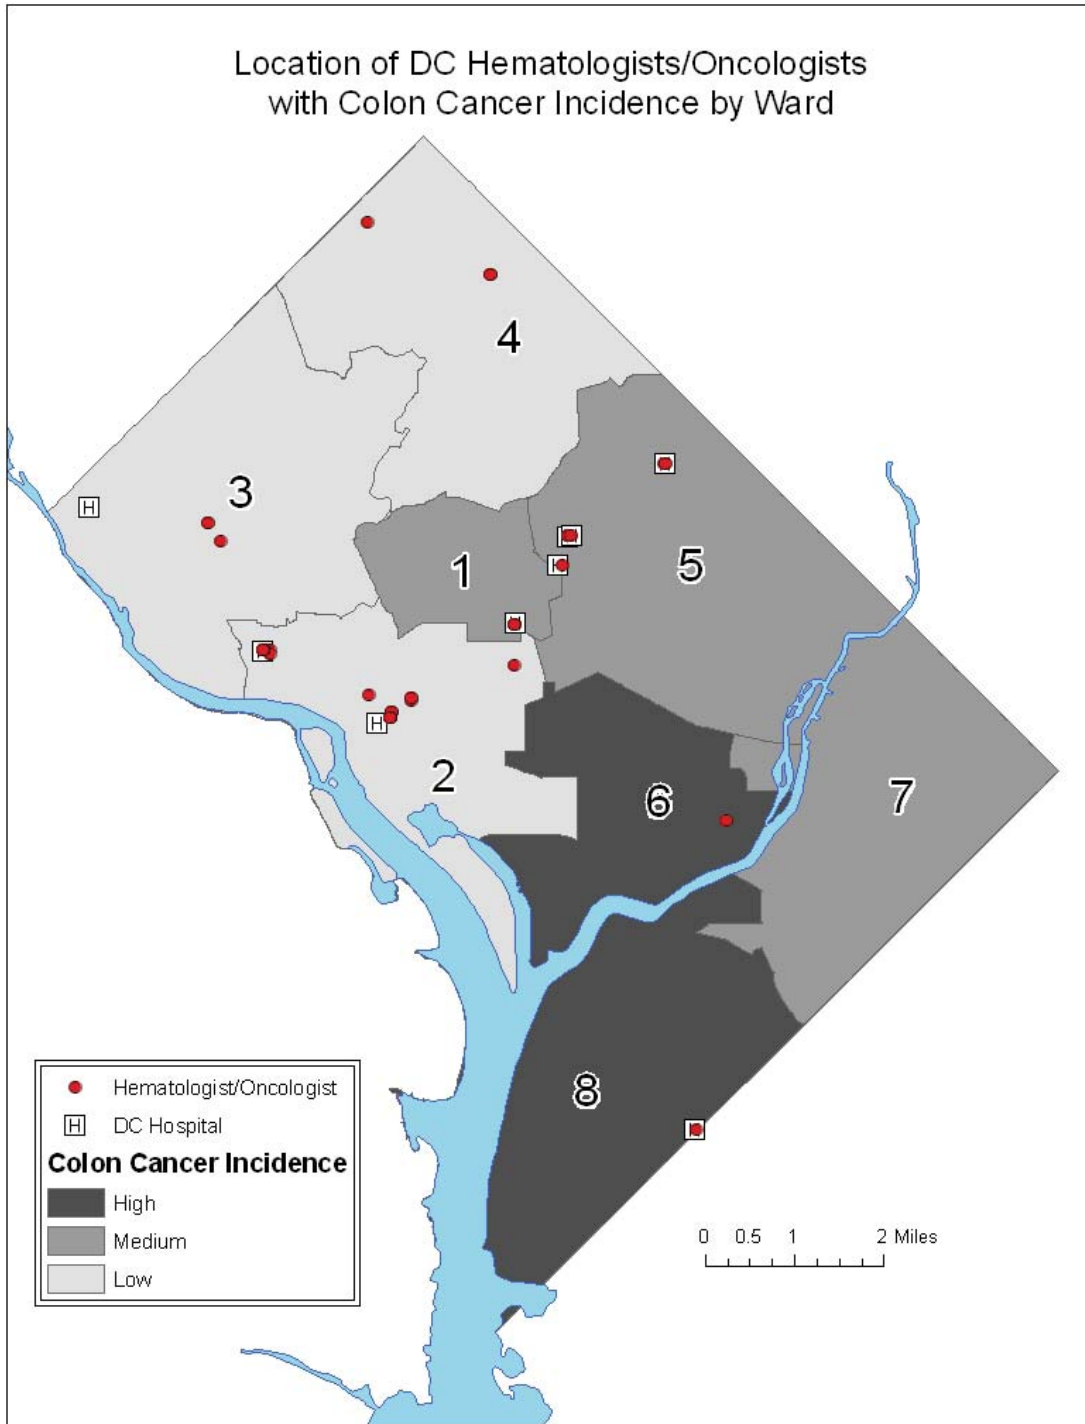 Location of DC Hematologists/Oncologists
with Colon Cancer Incidence by Ward
4
3
H
1
5
H
H
2
6
7
8
Hematologist/Oncologist
H DC Hospital
Colon Cancer Incidence
High
Medium
Low
0 0.5 1 2 Miles